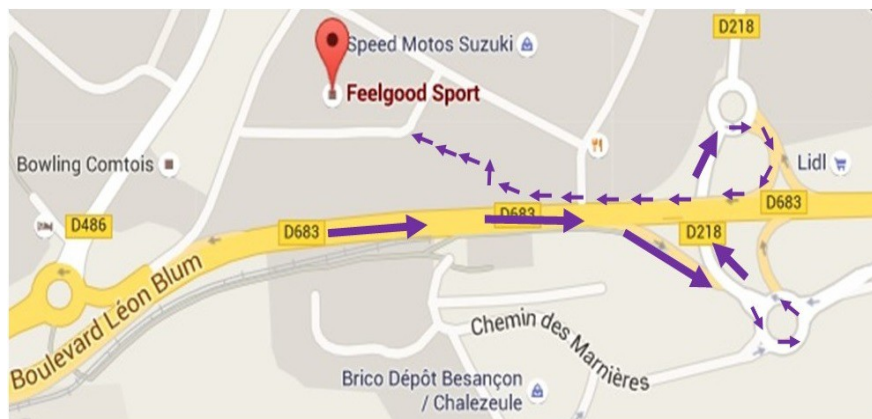 D218
Speed Motos Suzuki
Feelgood Sport
Bowling Comtois
Lidl
D486
D683
D683
D683
D218
Boulevard Léon Blum
Chemin des Marnières
Brico Dépôt Besançon
/ Chalezeule